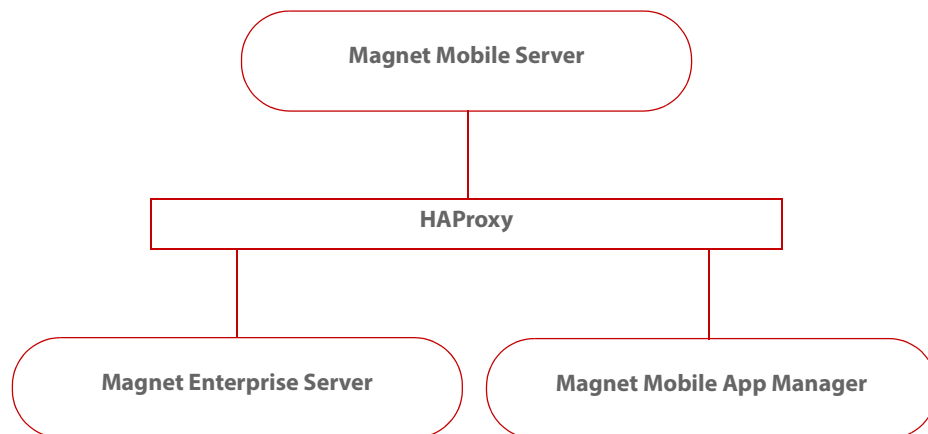 Magnet Mobile Server
HAProxy
Magnet Enterprise Server
Magnet Mobile App Manager